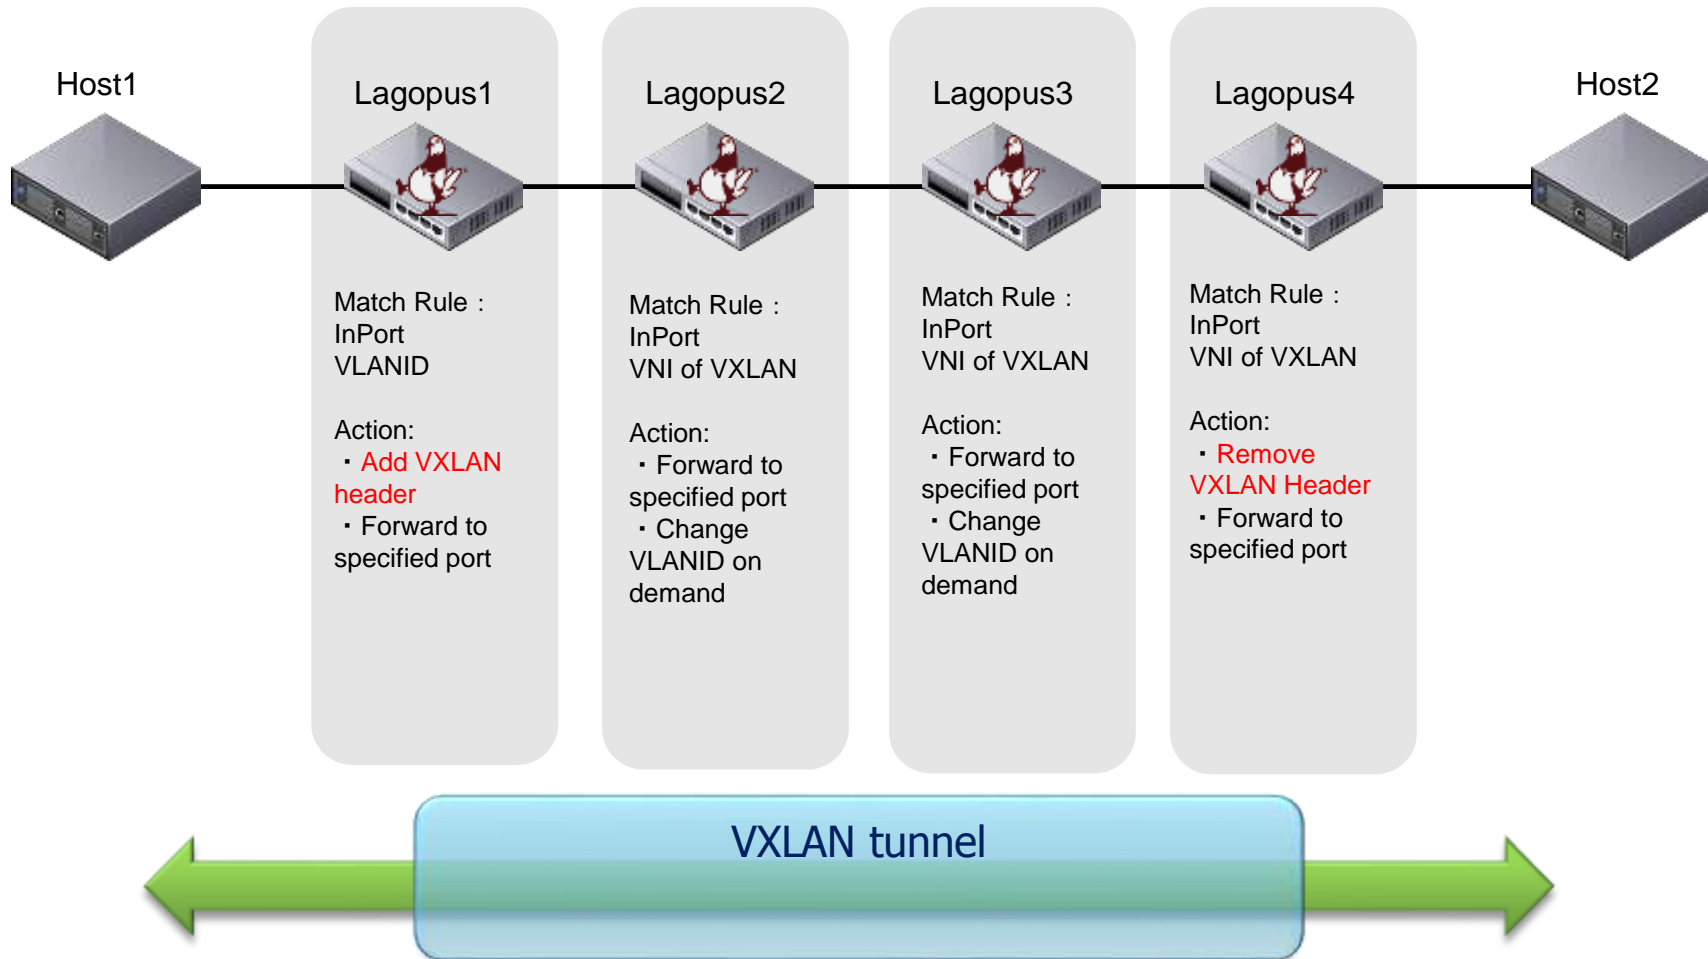 Host1
Lagopus1
Lagopus2
Lagopus3
Lagopus4
Host2
Match Rule：
InPort
VLANID
Action:
・Add VXLAN
header
・Forward to
specified port
Match Rule：
InPort
VNI of VXLAN
Action:
・Forward to
specified port
・Change
VLANID on
demand
Match Rule：
InPort
VNI of VXLAN
Action:
・Forward to
specified port
・Change
VLANID on
demand
Match Rule：
InPort
VNI of VXLAN
Action:
・Remove
VXLAN Header
・Forward to
specified port
VXLAN tunnel